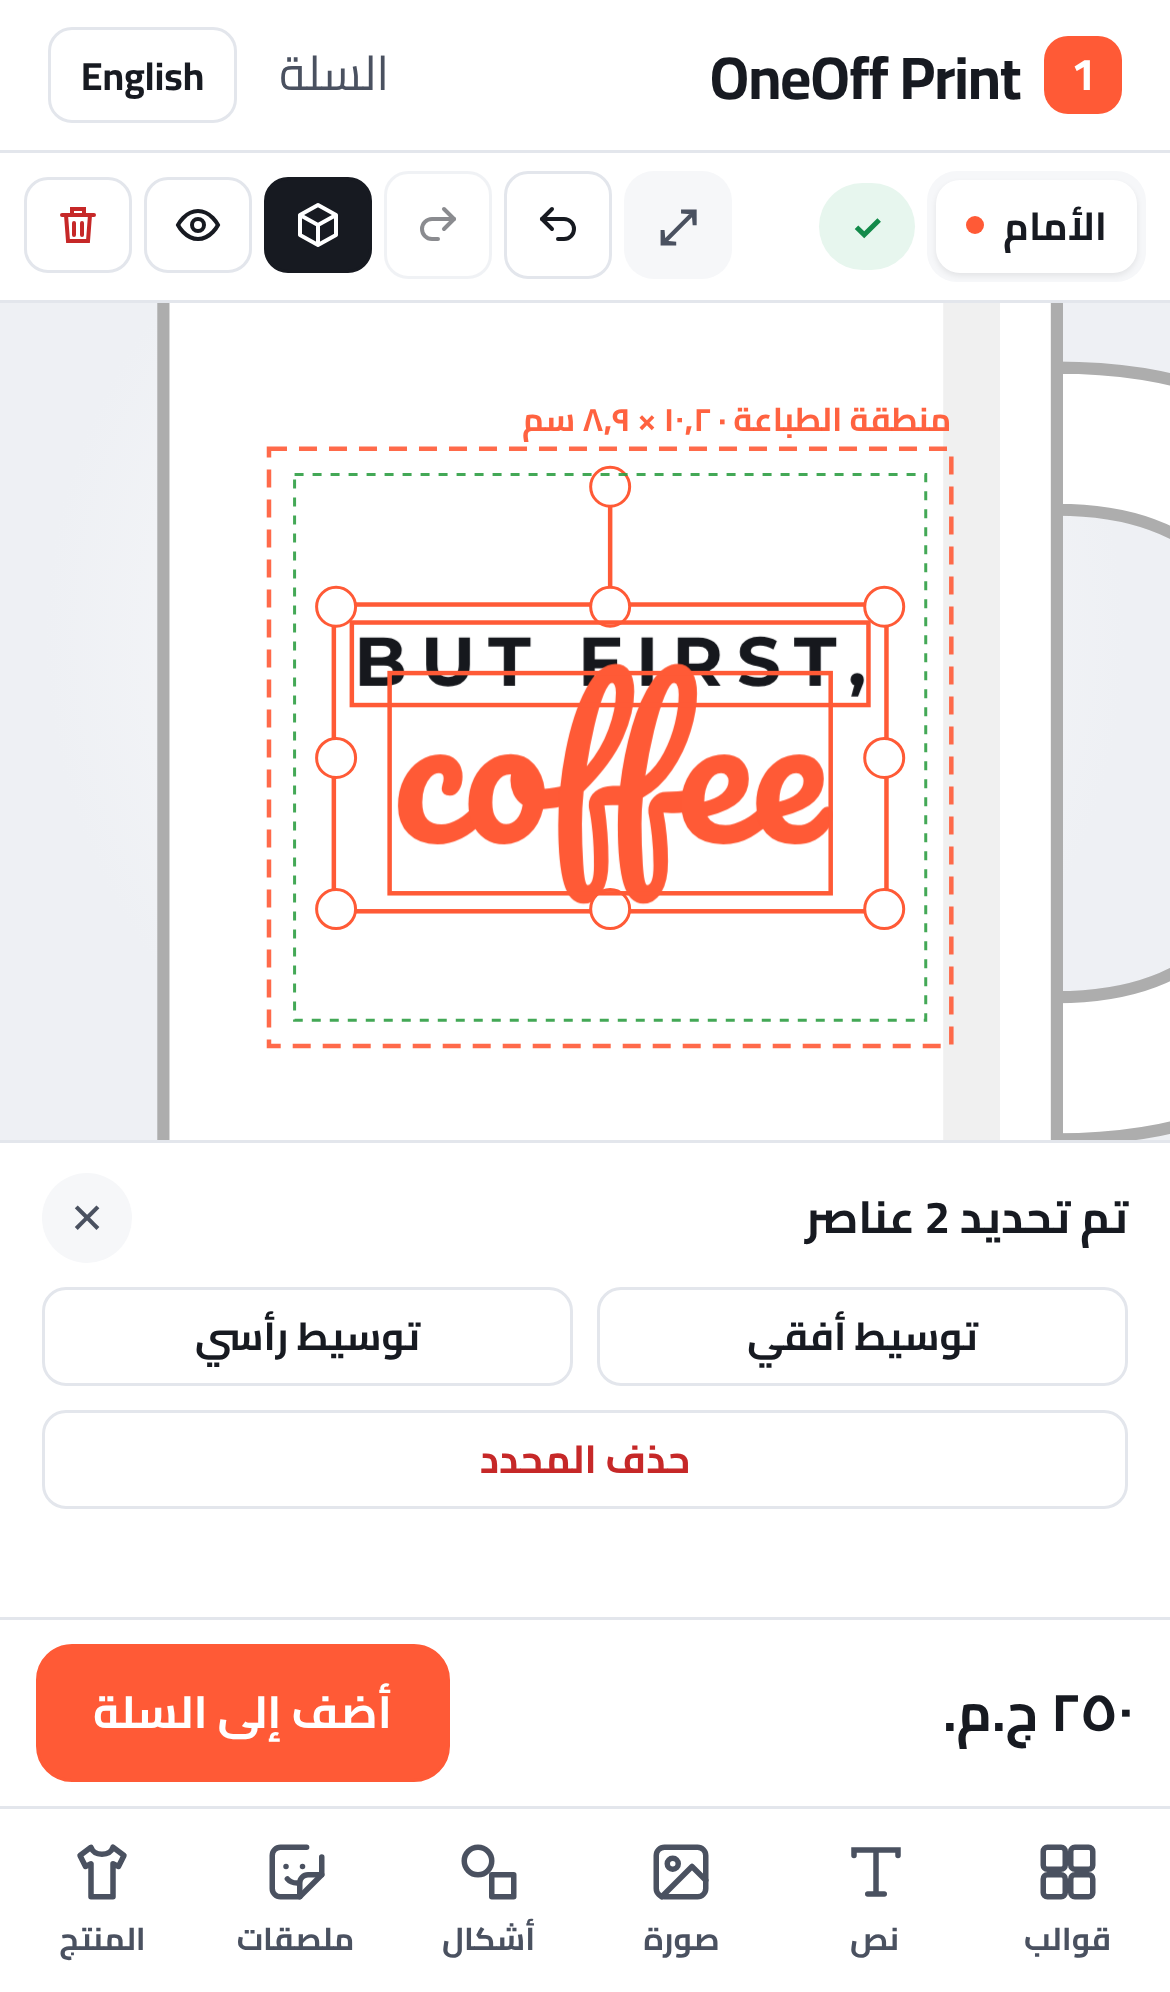 1 OneOff Print
السلة
English
الأمام
منطقة الطباعة · ١٠٫٢ × ٨٫٩ سم
BUT FIRST,
coffee
تم تحديد 2 عناصر
توسيط أفقي
توسيط رأسي
حذف المحدد
٢٥٠ ج.م.
أضف إلى السلة
قوالب
نص
صورة
أشكال
ملصقات
المنتج